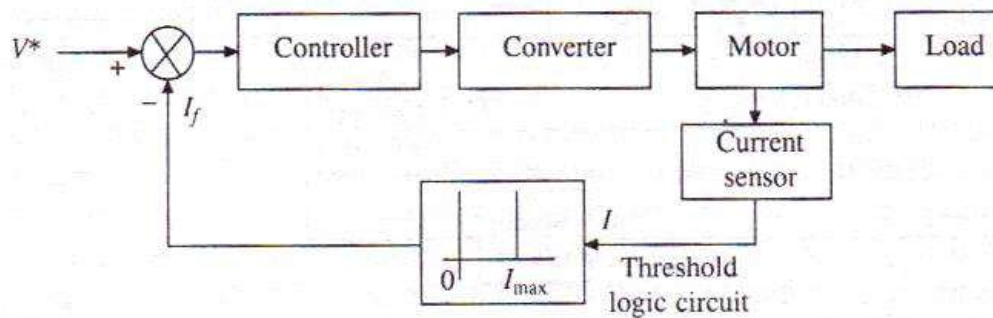 V*
+
Controller
Converter
Motor
Load
−
I_f
Current
sensor
I
0
I_max
Threshold
logic circuit